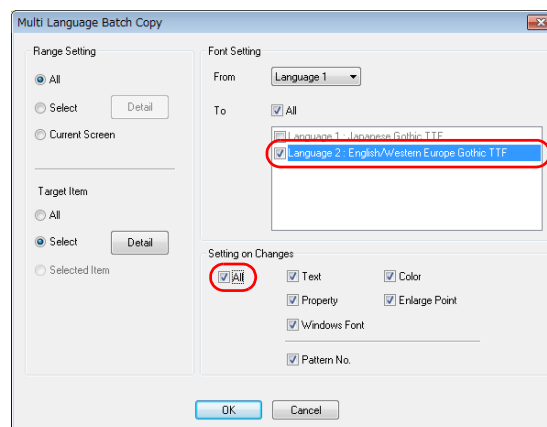 Multi Language Batch Copy
Range Setting
All
Select Detail
Current Screen
Target Item
All
Select Detail
Selected Item
Font Setting
From Language 1
To All
Language 1 : Japanese Gothic TTF
Language 2 : English/Western Europe Gothic TTF
Setting on Changes
All Text Color
Property Enlarge Point
Windows Font
Pattern No.
OK Cancel